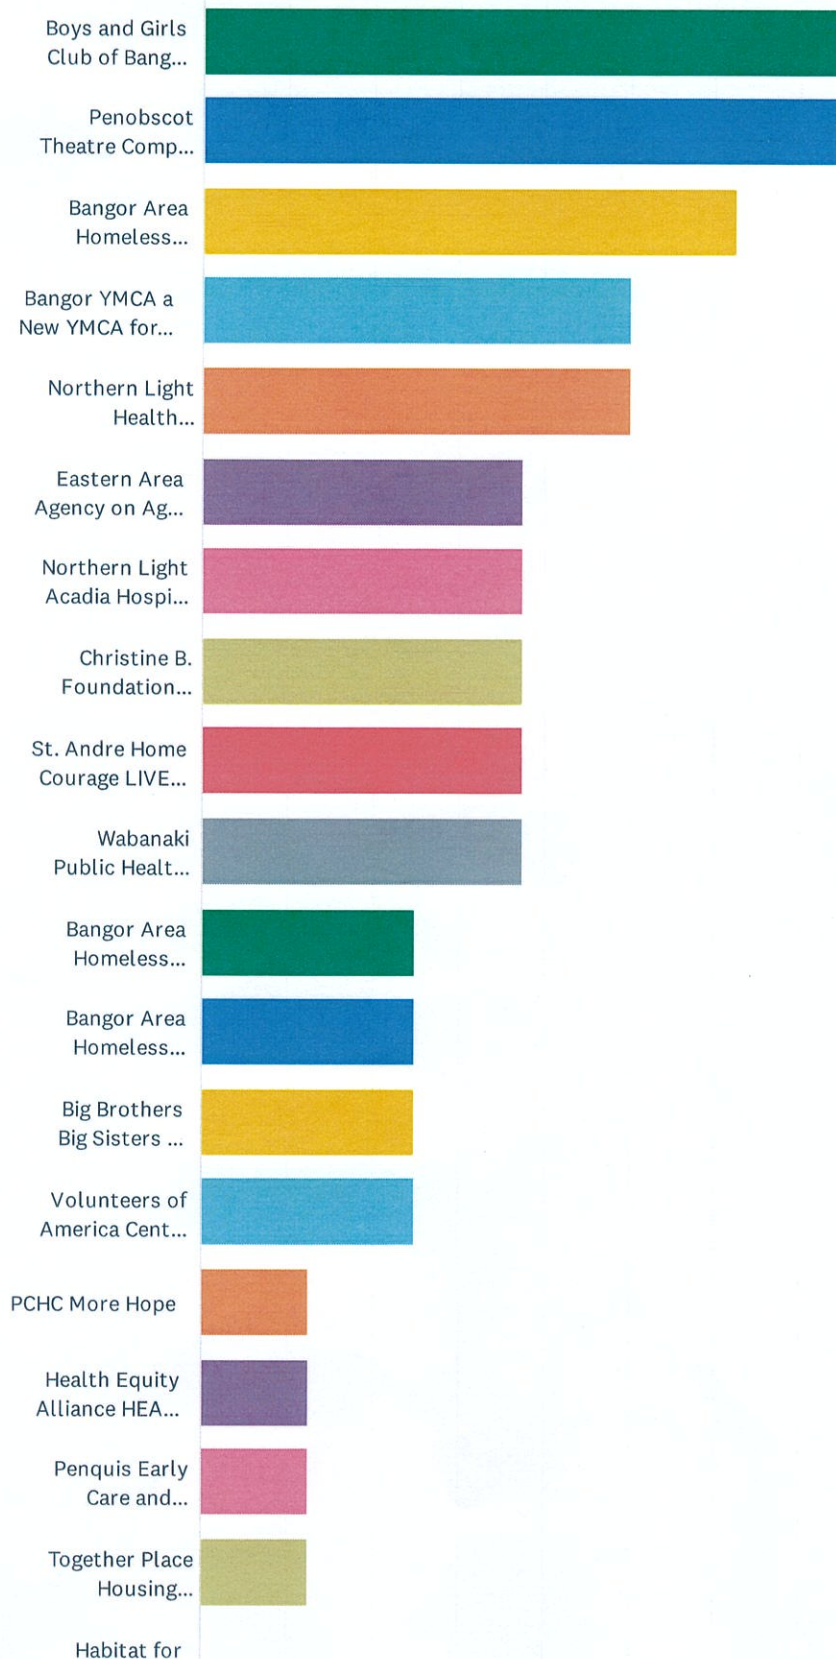 Boys and Girls
Club of Bang...
Penobscot
Theatre Comp...
Bangor Area
Homeless...
Bangor YMCA a
New YMCA for...
Northern Light
Health...
Eastern Area
Agency on Ag...
Northern Light
Acadia Hospi...
Christine B.
Foundation...
St. Andre Home
Courage LIVE...
Wabanaki
Public Healt...
Bangor Area
Homeless...
Bangor Area
Homeless...
Big Brothers
Big Sisters ...
Volunteers of
America Cent...
PCHC More Hope
Health Equity
Alliance HEA...
Penquis Early
Care and...
Together Place
Housing...
Habitat for